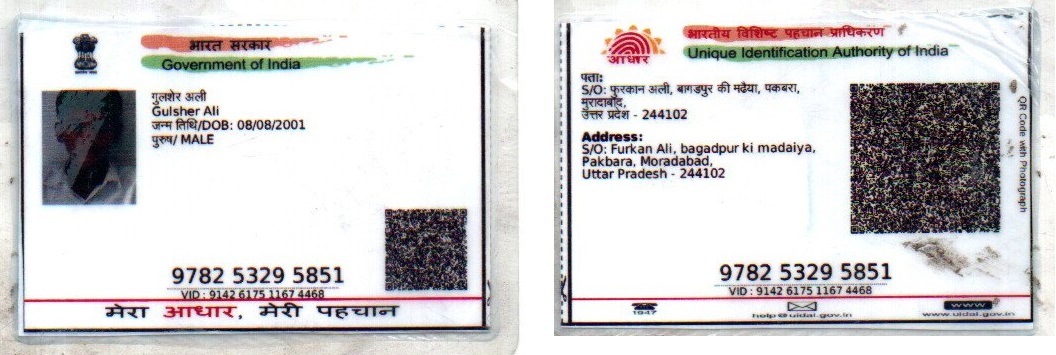 भारत सरकार
Government of India
गुलशेर अली
Gulsher Ali
जन्म तिथि/DOB: 08/08/2001
पुरुष/ MALE
9782 5329 5851
VID : 9142 6175 1167 4468
मेरा आधार, मेरी पहचान
आधार
भारतीय विशिष्ट पहचान प्राधिकरण
Unique Identification Authority of India
पता:
S/O: फुरकान अली, बागडपुर की मढैया, पकबरा,
मुरादाबाद,
उत्तर प्रदेश - 244102
Address:
S/O: Furkan Ali, bagadpur ki madaiya,
Pakbara, Moradabad,
Uttar Pradesh - 244102
QR Code with Photograph
9782 5329 5851
VID : 9142 6175 1167 4468
1947
help@uidai.gov.in
www
www.uidai.gov.in